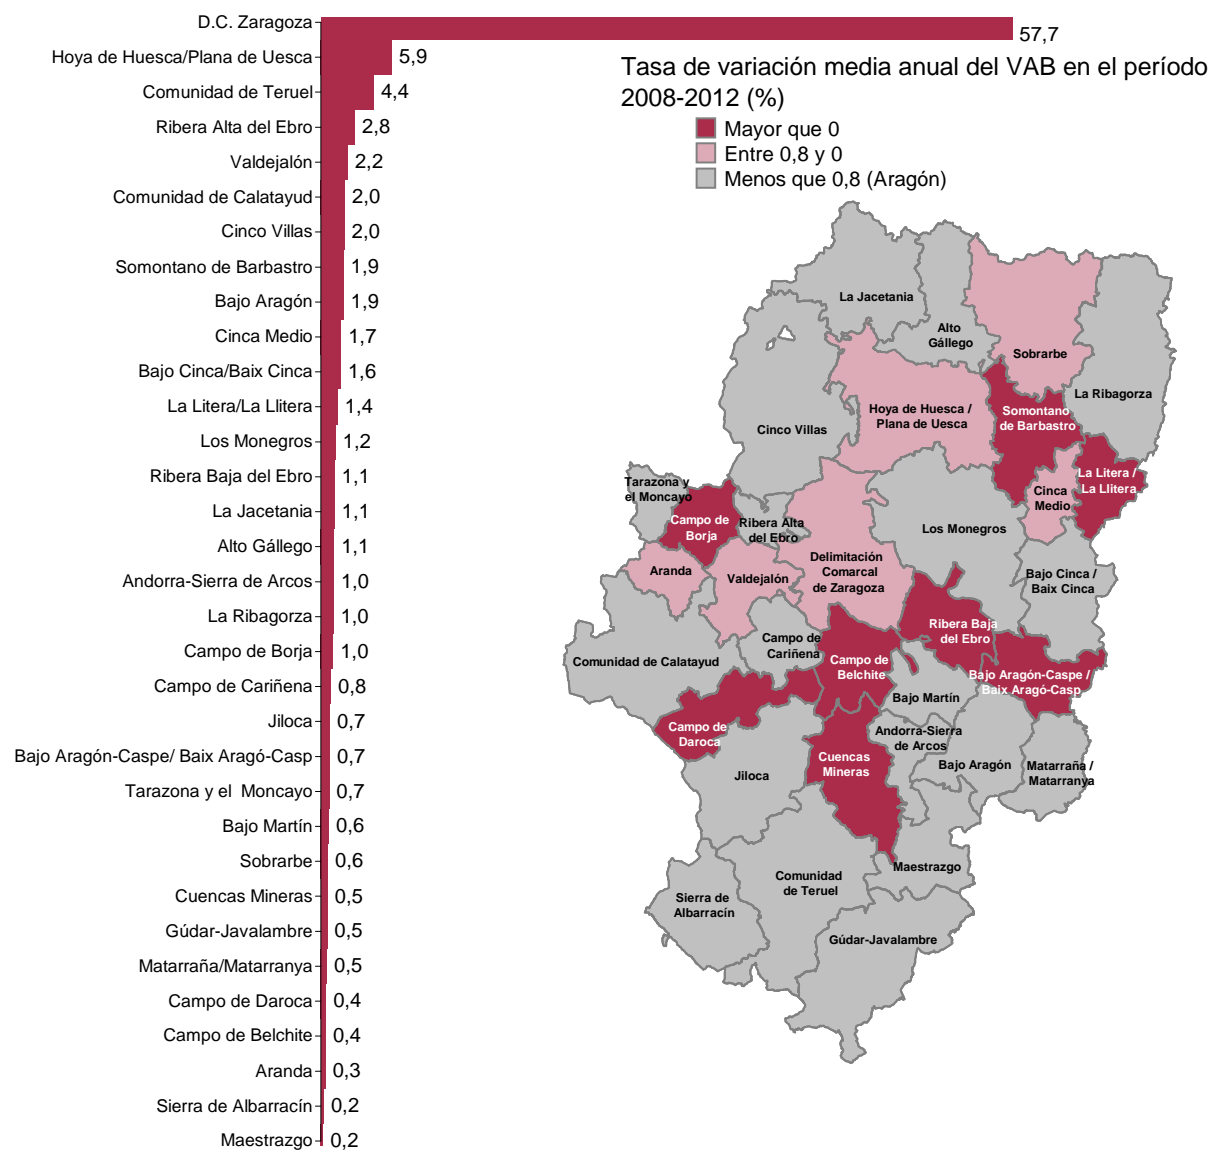 D.C. Zaragoza 57,7
Hoya de Huesca/Plana de Uesca 5,9
Comunidad de Teruel 4,4
Ribera Alta del Ebro 2,8
Valdejalón 2,2
Comunidad de Calatayud 2,0
Cinco Villas 2,0
Somontano de Barbastro 1,9
Bajo Aragón 1,9
Cinca Medio 1,7
Bajo Cinca/Baix Cinca 1,6
La Litera/La Llitera 1,4
Los Monegros 1,2
Ribera Baja del Ebro 1,1
La Jacetania 1,1
Alto Gállego 1,1
Andorra-Sierra de Arcos 1,0
La Ribagorza 1,0
Campo de Borja 1,0
Campo de Cariñena 0,8
Jiloca 0,7
Bajo Aragón-Caspe/ Baix Aragó-Casp 0,7
Tarazona y el  Moncayo 0,7
Bajo Martín 0,6
Sobrarbe 0,6
Cuencas Mineras 0,5
Gúdar-Javalambre 0,5
Matarraña/Matarranya 0,5
Campo de Daroca 0,4
Campo de Belchite 0,4
Aranda 0,3
Sierra de Albarracín 0,2
Maestrazgo 0,2
Tasa de variación media anual del VAB en el período
2008-2012 (%)
Mayor que 0
Entre 0,8 y 0
Menos que 0,8 (Aragón)
La Jacetania
Alto
Gállego
Sobrarbe
La Ribagorza
Cinco Villas
Hoya de Huesca /
Plana de Uesca
Somontano
de Barbastro
La Litera /
La Llitera
Cinca
Medio
Tarazona y
el Moncayo
Campo de
Borja
Ribera Alta
del Ebro
Los Monegros
Aranda
Valdejalón
Delimitación
Comarcal
de Zaragoza
Bajo Cinca /
Baix Cinca
Ribera Baja
del Ebro
Comunidad de Calatayud
Campo de
Cariñena
Campo de
Belchite
Bajo Aragón-Caspe /
Baix Aragó-Casp
Bajo Martín
Campo de
Daroca
Andorra-Sierra
de Arcos
Jiloca
Cuencas
Mineras
Bajo Aragón
Matarraña /
Matarranya
Maestrazgo
Comunidad
de Teruel
Sierra de
Albarracín
Gúdar-Javalambre